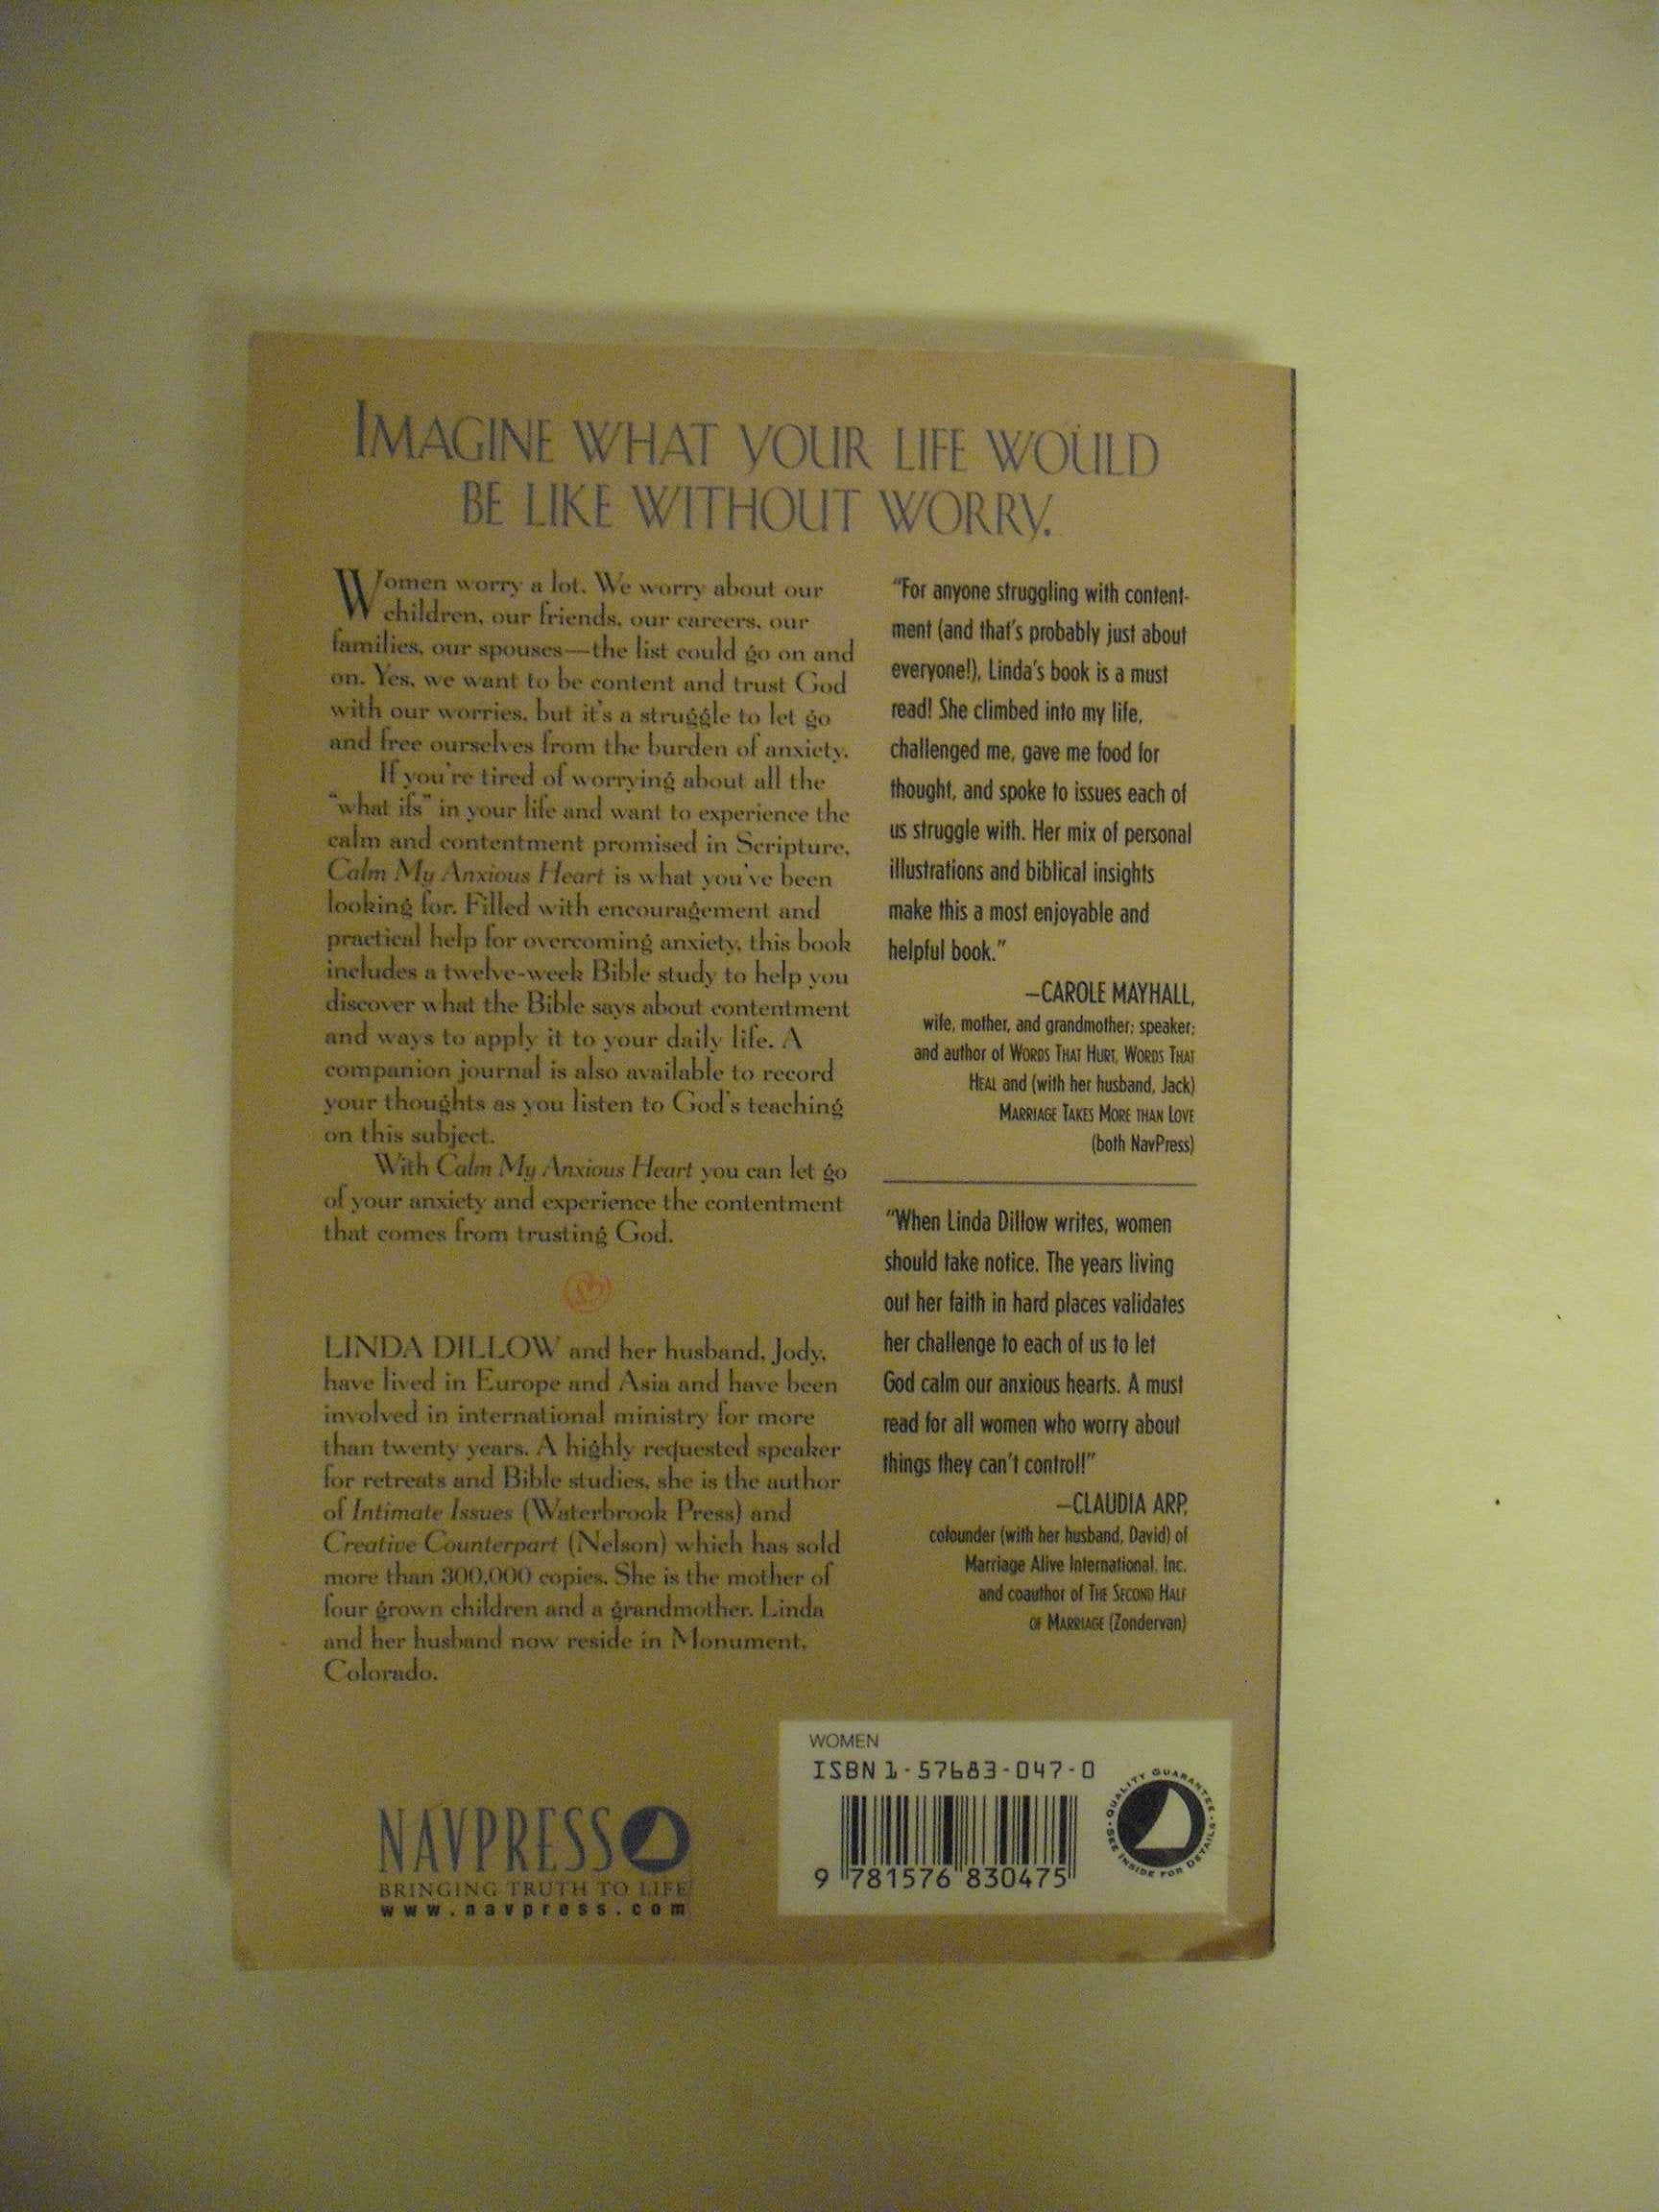 IMAGINE WHAT YOUR LIFE WOULD
BE LIKE WITHOUT WORRY.
Women worry a lot. We worry about our
children, our friends, our careers, our
families, our spouses—the list could go on and
on. Yes, we want to be content and trust God
with our worries, but it's a struggle to let go
and free ourselves from the burden of anxiety.
If you're tired of worrying about all the
"what ifs" in your life and want to experience the
calm and contentment promised in Scripture,
Calm My Anxious Heart is what you've been
looking for. Filled with encouragement and
practical help for overcoming anxiety, this book
includes a twelve-week Bible study to help you
discover what the Bible says about contentment
and ways to apply it to your daily life. A
companion journal is also available to record
your thoughts as you listen to God's teaching
on this subject.
With Calm My Anxious Heart you can let go
of your anxiety and experience the contentment
that comes from trusting God.
LINDA DILLOW and her husband, Jody,
have lived in Europe and Asia and have been
involved in international ministry for more
than twenty years. A highly requested speaker
for retreats and Bible studies, she is the author
of Intimate Issues (Waterbrook Press) and
Creative Counterpart (Nelson) which has sold
more than 300,000 copies. She is the mother of
four grown children and a grandmother. Linda
and her husband now reside in Monument,
Colorado.
"For anyone struggling with content-
ment (and that's probably just about
everyone!), Linda's book is a must
read! She climbed into my life,
challenged me, gave me food for
thought, and spoke to issues each of
us struggle with. Her mix of personal
illustrations and biblical insights
make this a most enjoyable and
helpful book."
—CAROLE MAYHALL,
wife, mother, and grandmother; speaker;
and author of WORDS THAT HURT, WORDS THAT
HEAL and (with her husband, Jack)
MARRIAGE TAKES MORE THAN LOVE
(both NavPress)
"When Linda Dillow writes, women
should take notice. The years living
out her faith in hard places validates
her challenge to each of us to let
God calm our anxious hearts. A must
read for all women who worry about
things they can't control!"
—CLAUDIA ARP,
cofounder (with her husband, David) of
Marriage Alive International, Inc.
and coauthor of THE SECOND HALF
OF MARRIAGE (Zondervan)
NAVPRESS
BRINGING TRUTH TO LIFE
www.navpress.com
WOMEN
ISBN 1-57683-047-0
9 781576 830475
QUALITY GUARANTEE
SEE INSIDE FOR DETAILS